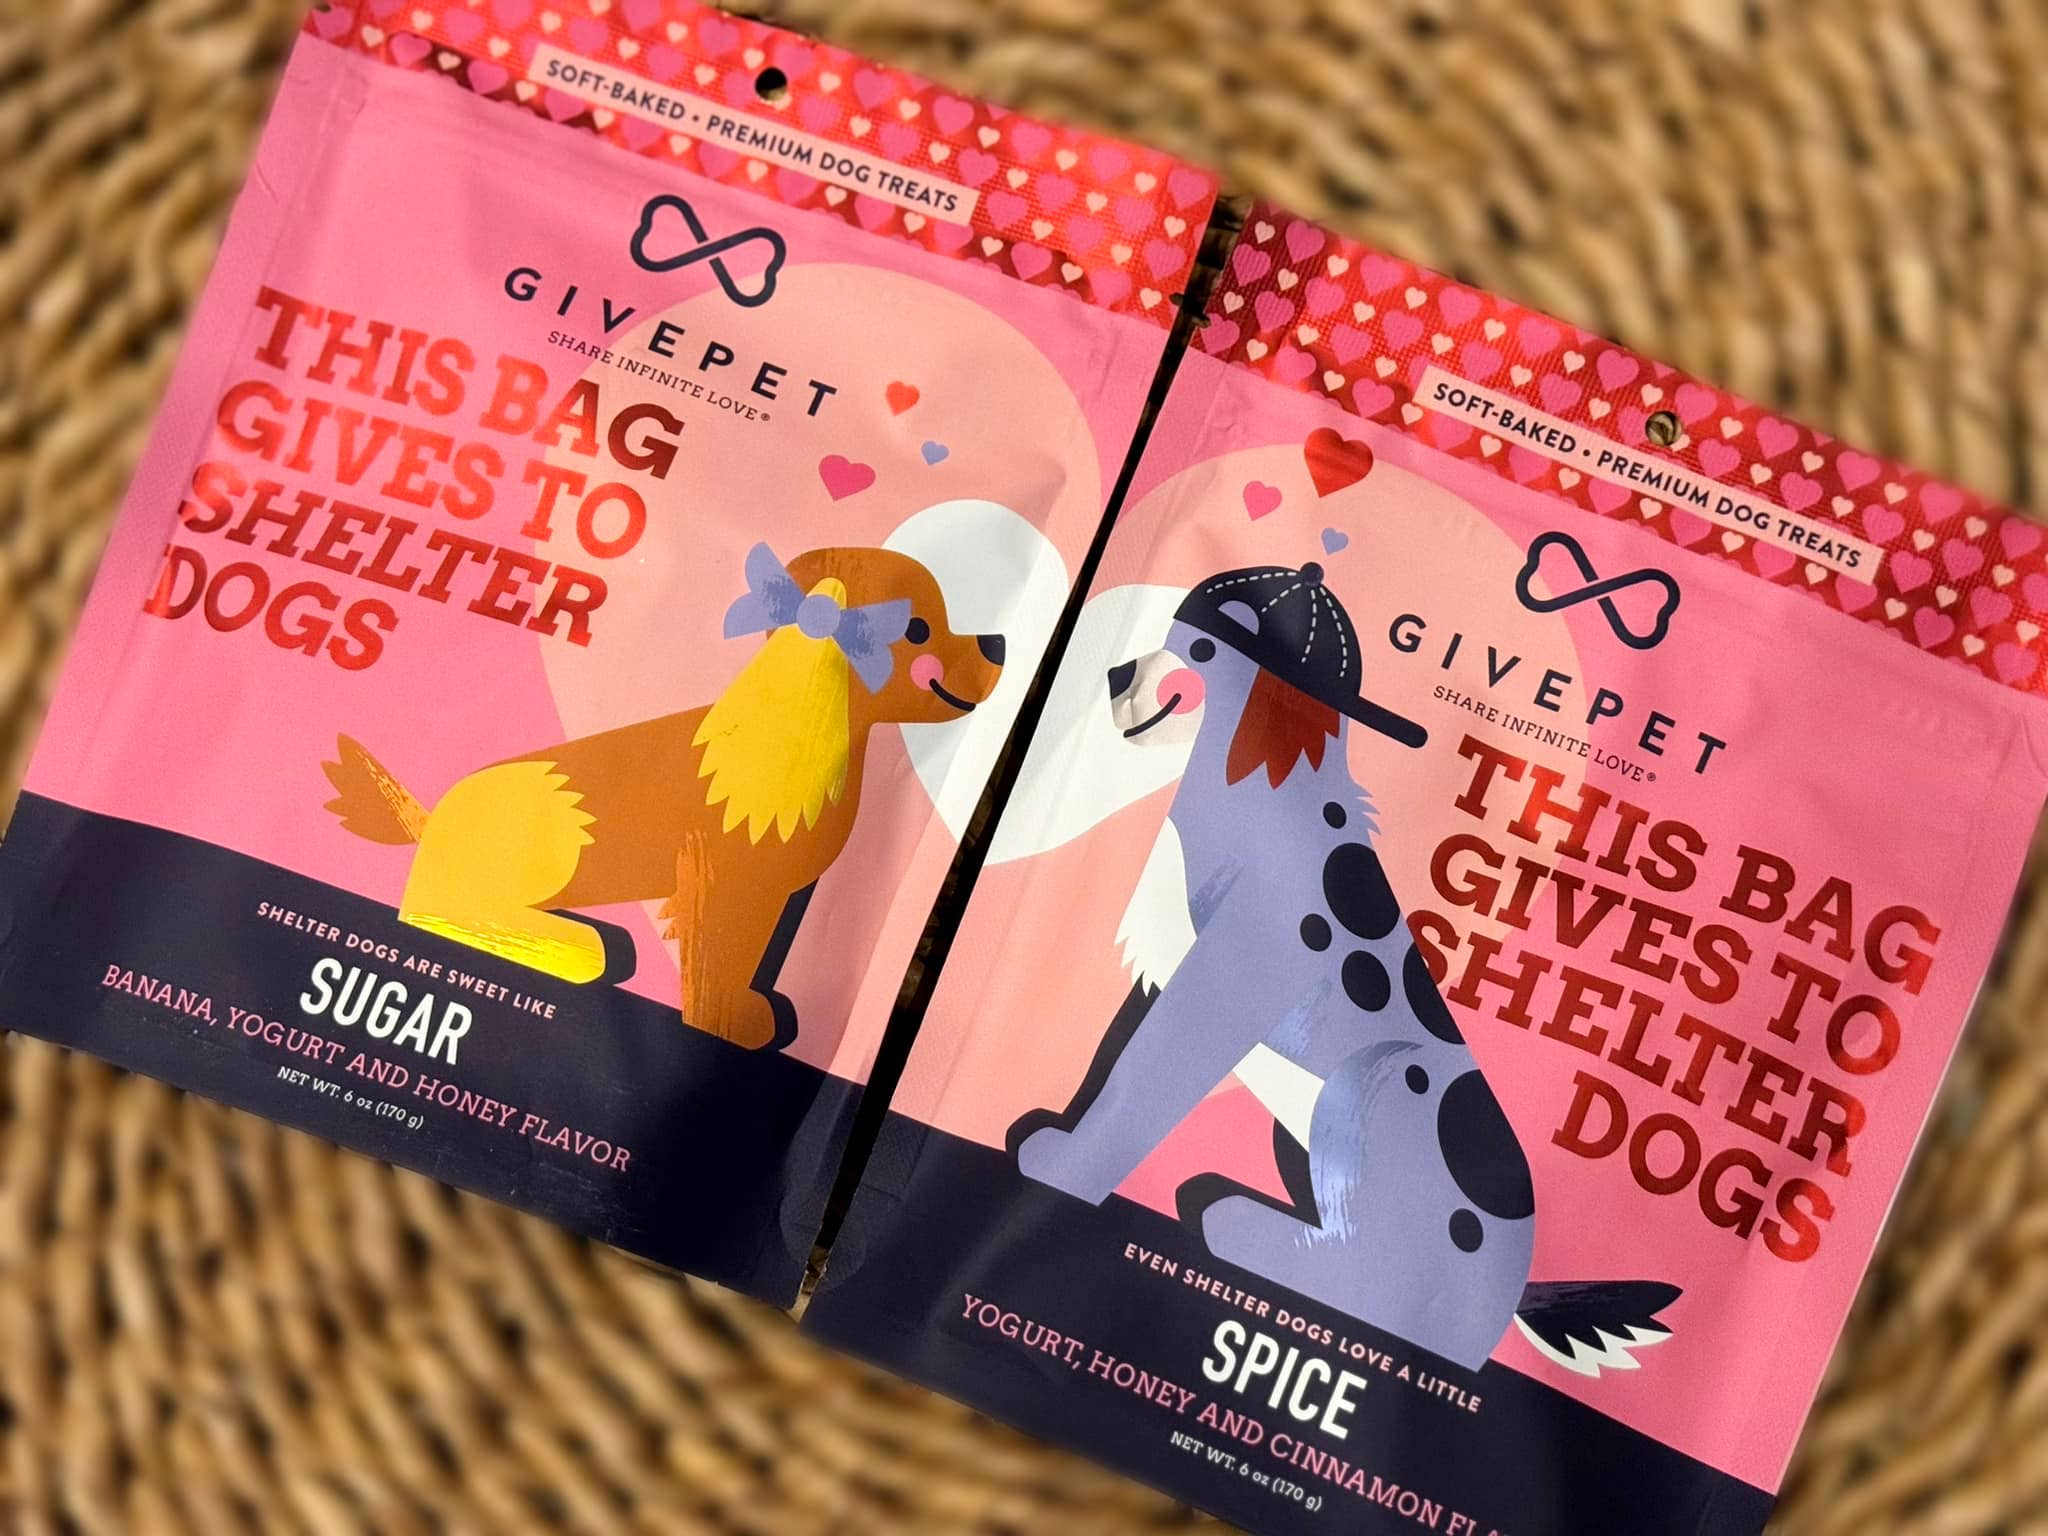 SOFT-BAKED • PREMIUM DOG TREATS
GIVEPET
SHARE INFINITE LOVE®
THIS BAG
GIVES TO
SHELTER
DOGS
SHELTER DOGS ARE SWEET LIKE
SUGAR
BANANA, YOGURT AND HONEY FLAVOR
NET WT. 6 oz (170 g)
SOFT-BAKED • PREMIUM DOG TREATS
GIVEPET
SHARE INFINITE LOVE®
THIS BAG
GIVES TO
SHELTER
DOGS
EVEN SHELTER DOGS LOVE A LITTLE
SPICE
YOGURT, HONEY AND CINNAMON
NET WT. 6 oz (170 g)